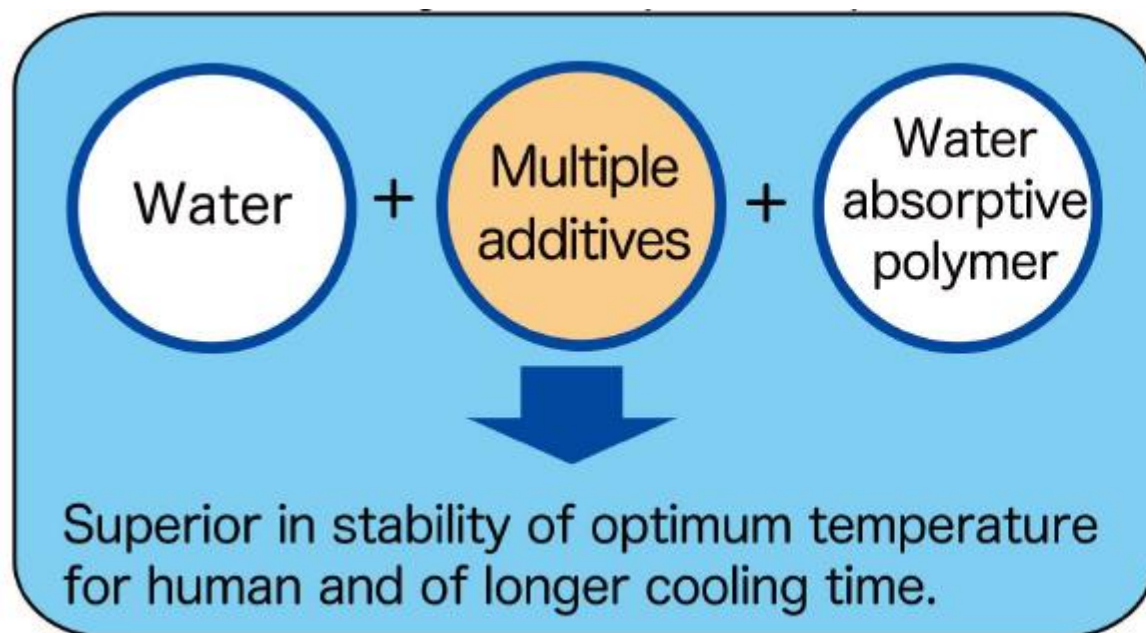 Water
+
Multiple
additives
+
Water
absorptive
polymer
Superior in stability of optimum temperature
for human and of longer cooling time.